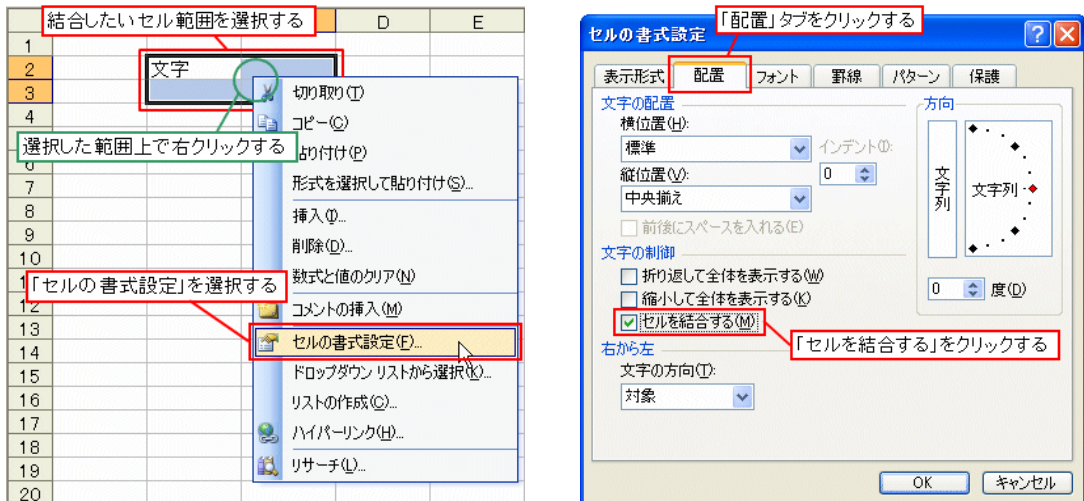 結合したいセル範囲を選択する
D
E
1
2
文字
3
4
選択した範囲上で右クリックする
6
7
8
9
10
「セルの書式設定」を選択する
12
13
14
15
16
17
18
19
20
切り取り(T)
コピー(C)
貼り付け(P)
形式を選択して貼り付け(S)...
挿入(I)...
削除(D)...
数式と値のクリア(N)
コメントの挿入(M)
セルの書式設定(F)...
ドロップダウン リストから選択(K)...
リストの作成(C)...
ハイパーリンク(H)...
リサーチ(L)...
「配置」タブをクリックする
セルの書式設定
表示形式 配置 フォント 罫線 パターン 保護
文字の配置
横位置(H):
標準
インデント(I):
縦位置(V):
0
中央揃え
前後にスペースを入れる(E)
文字の制御
折り返して全体を表示する(W)
縮小して全体を表示する(K)
セルを結合する(M)
「セルを結合する」をクリックする
右から左
文字の方向(T):
対象
方向
文字列
文字列
0 度(D)
OK
キャンセル